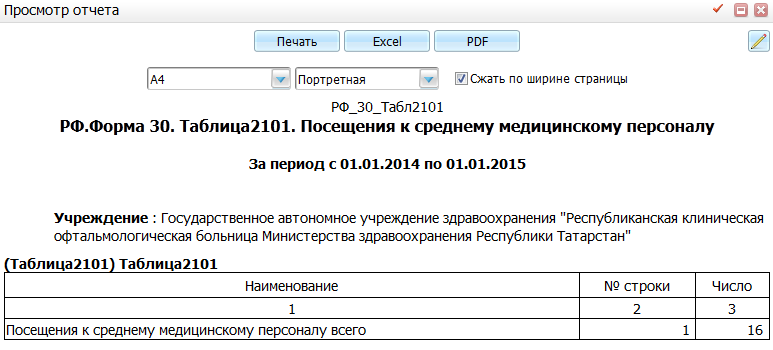 Просмотр отчета
Печать Excel PDF
A4 Портретная Сжать по ширине страницы
РФ_30_Табл2101
РФ.Форма 30. Таблица2101. Посещения к среднему медицинскому персоналу
За период с 01.01.2014 по 01.01.2015
Учреждение : Государственное автономное учреждение здравоохранения "Республиканская клиническая
офтальмологическая больница Министерства здравоохранения Республики Татарстан"
(Таблица2101) Таблица2101
Наименование № строки Число
1 2 3
Посещения к среднему медицинскому персоналу всего 1 16